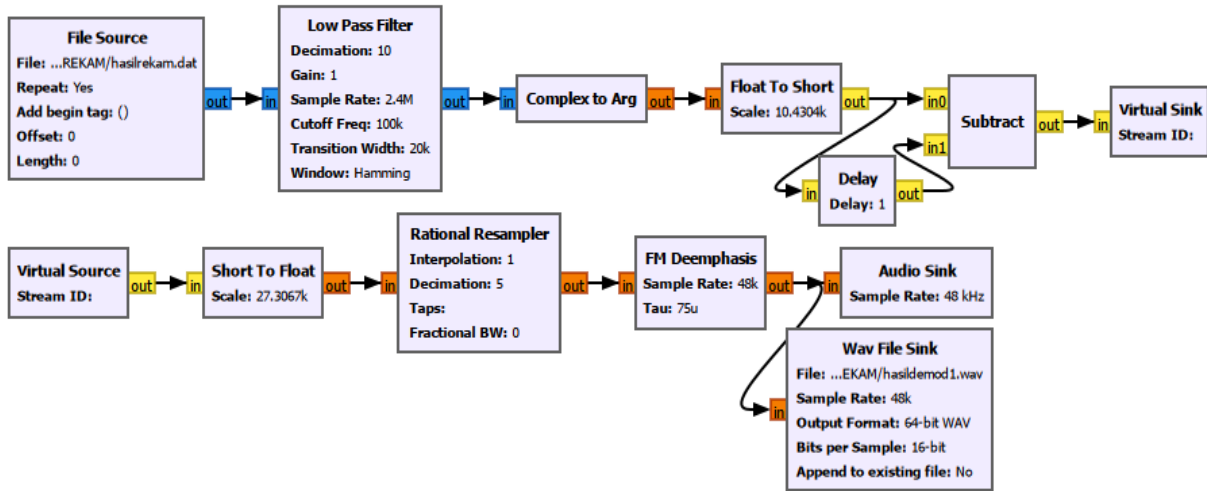 File Source
File: ...REKAM/hasilrekam.dat
Repeat: Yes
Add begin tag: ()
Offset: 0
Length: 0
out
in
Low Pass Filter
Decimation: 10
Gain: 1
Sample Rate: 2.4M
Cutoff Freq: 100k
Transition Width: 20k
Window: Hamming
out
in
Complex to Arg
out
in
Float To Short
Scale: 10.4304k
out
in
Delay
Delay: 1
out
in0
in1
Subtract
out
in
Virtual Sink
Stream ID:
Virtual Source
Stream ID:
out
in
Short To Float
Scale: 27.3067k
out
in
Rational Resampler
Interpolation: 1
Decimation: 5
Taps:
Fractional BW: 0
out
in
FM Deemphasis
Sample Rate: 48k
Tau: 75u
out
in
Audio Sink
Sample Rate: 48 kHz
in
Wav File Sink
File: ...EKAM/hasildemod1.wav
Sample Rate: 48k
Output Format: 64-bit WAV
Bits per Sample: 16-bit
Append to existing file: No